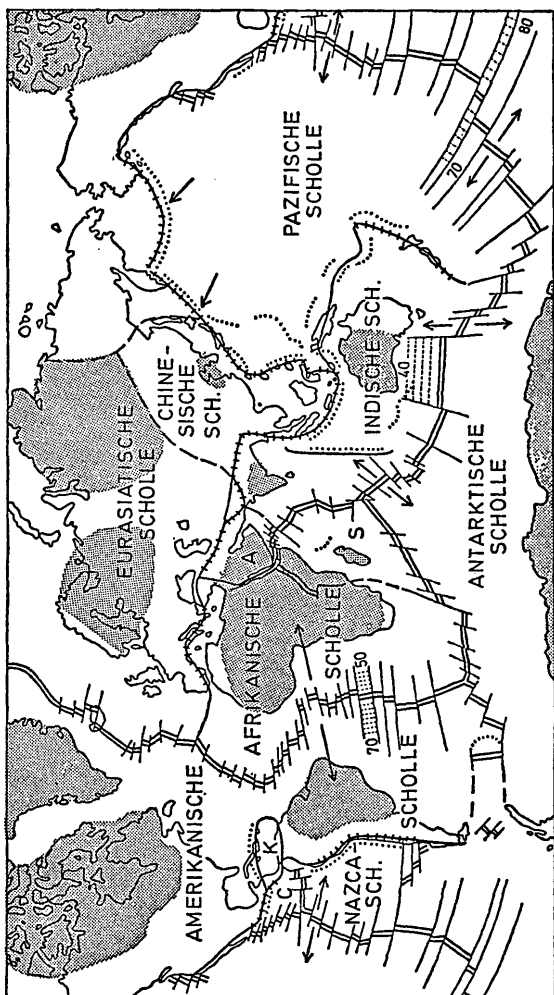 AMERIKANISCHE
SCHOLLE
K
C
NAZCA
SCH.
EURASIATISCHE
SCHOLLE
AFRIKANISCHE
SCHOLLE
A
S
70
50
CHINE-
SISCHE
SCH.
INDISCHE SCH.
40
ANTARKTISCHE
SCHOLLE
PAZIFISCHE
SCHOLLE
70
80